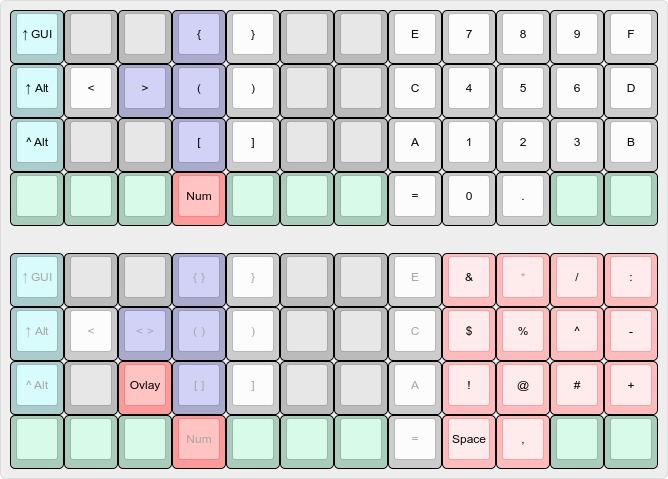 ↑ GUI { } E 7 8 9 F
↑ Alt < > ( ) C 4 5 6 D
^ Alt [ ] A 1 2 3 B
Num = 0 .
↑ GUI { } } E & * / :
↑ Alt < < > ( ) ) C $ % ^ -
^ Alt Ovlay [ ] ] A ! @ # +
Num = Space ,